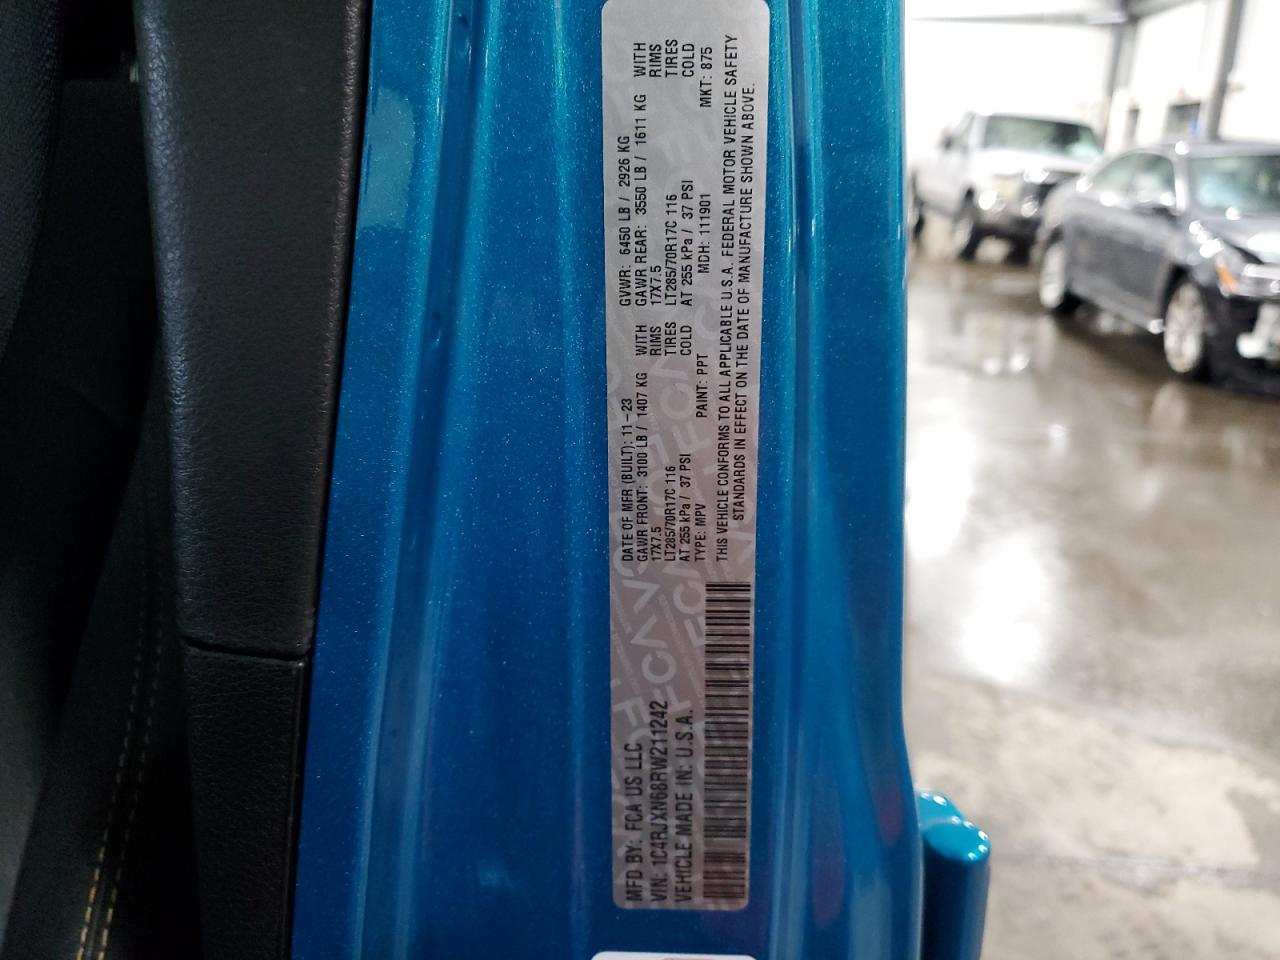 MFD BY: FCA US LLC
VIN: 1C4RJXN68RW211242
VEHICLE MADE IN: U.S.A.
DATE OF MFR (BUILT): 11-23 GVWR: 6450 LB / 2926 KG
GAWR FRONT: 3100 LB / 1407 KG WITH GAWR REAR: 3550 LB / 1611 KG WITH
17X7.5 RIMS 17X7.5 RIMS
LT285/70R17C 116 TIRES LT285/70R17C 116 TIRES
AT 255 kPa / 37 PSI COLD AT 255 kPa / 37 PSI COLD
TYPE: MPV PAINT: PPT MDH: 111901 MKT: 875
THIS VEHICLE CONFORMS TO ALL APPLICABLE U.S.A. FEDERAL MOTOR VEHICLE SAFETY
STANDARDS IN EFFECT ON THE DATE OF MANUFACTURE SHOWN ABOVE.